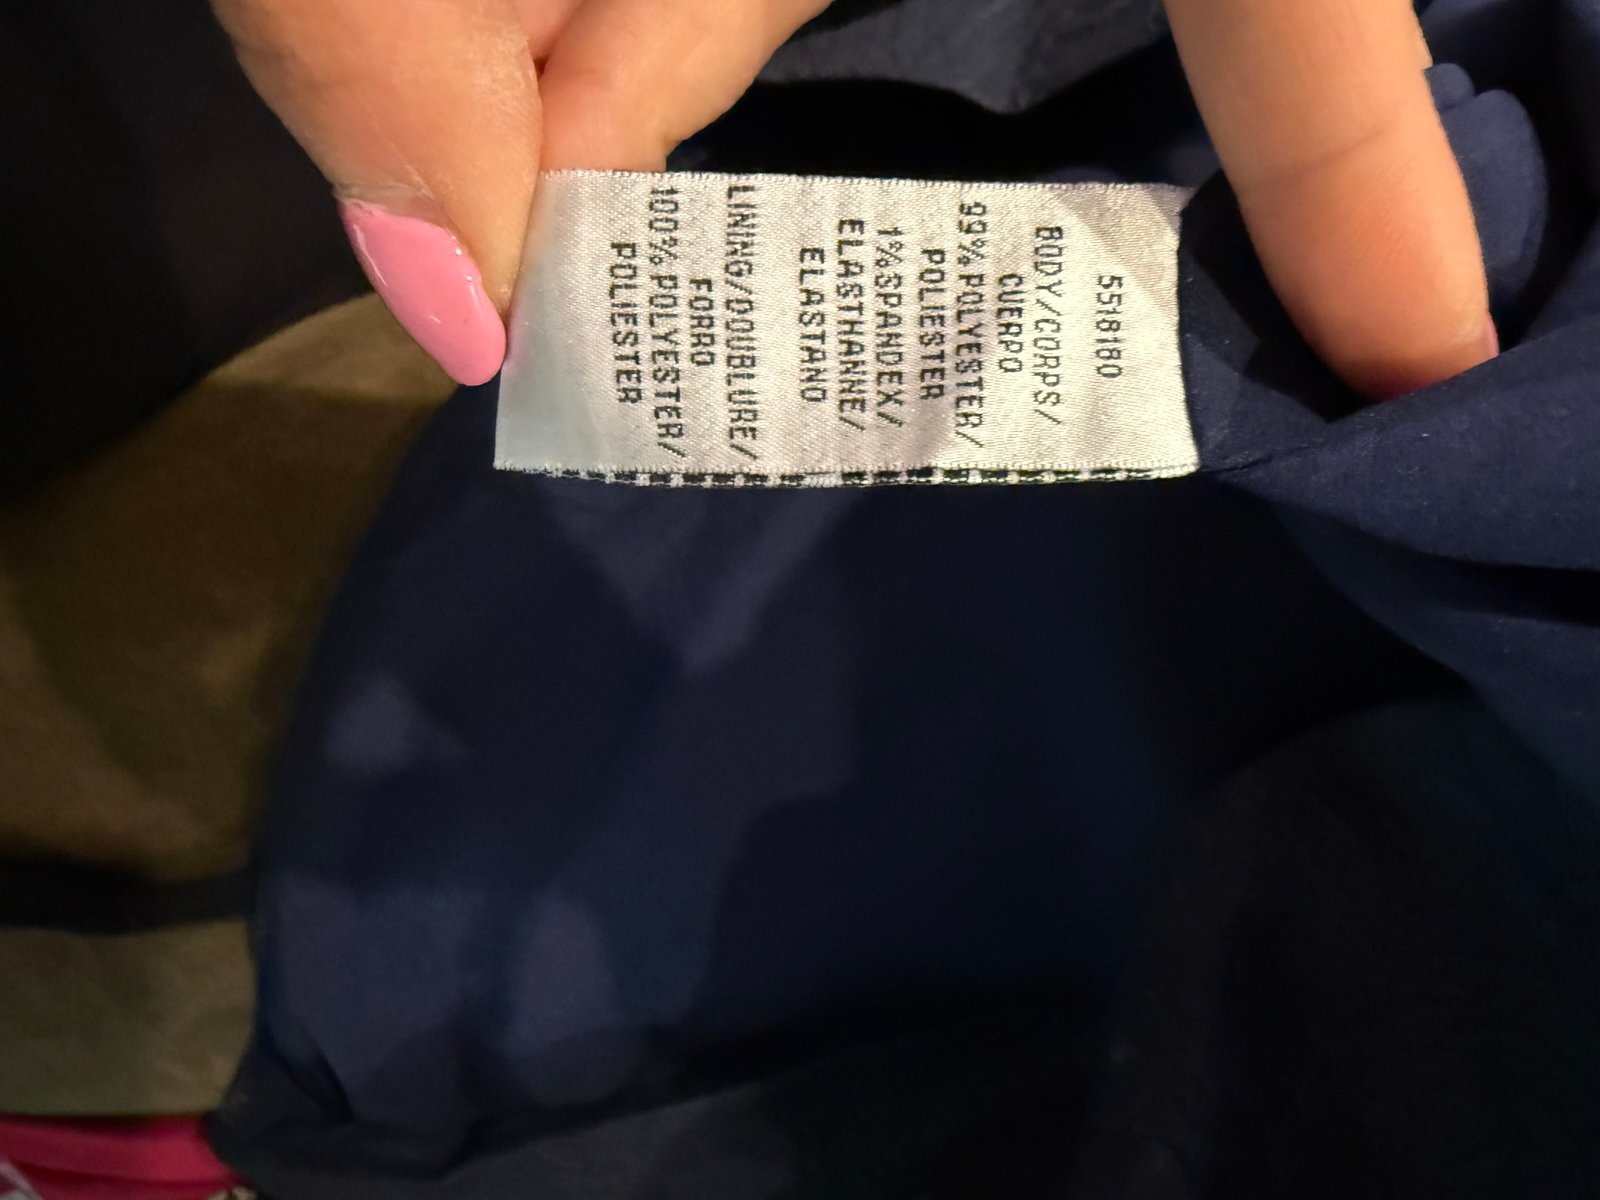 5518180
BODY/CORPS/
CUERPO
99%POLYESTER/
POLIESTER
1%SPANDEX/
ELASTHANNE/
ELASTANO
LINING/DOUBLURE/
FORRO
100%POLYESTER/
POLIESTER